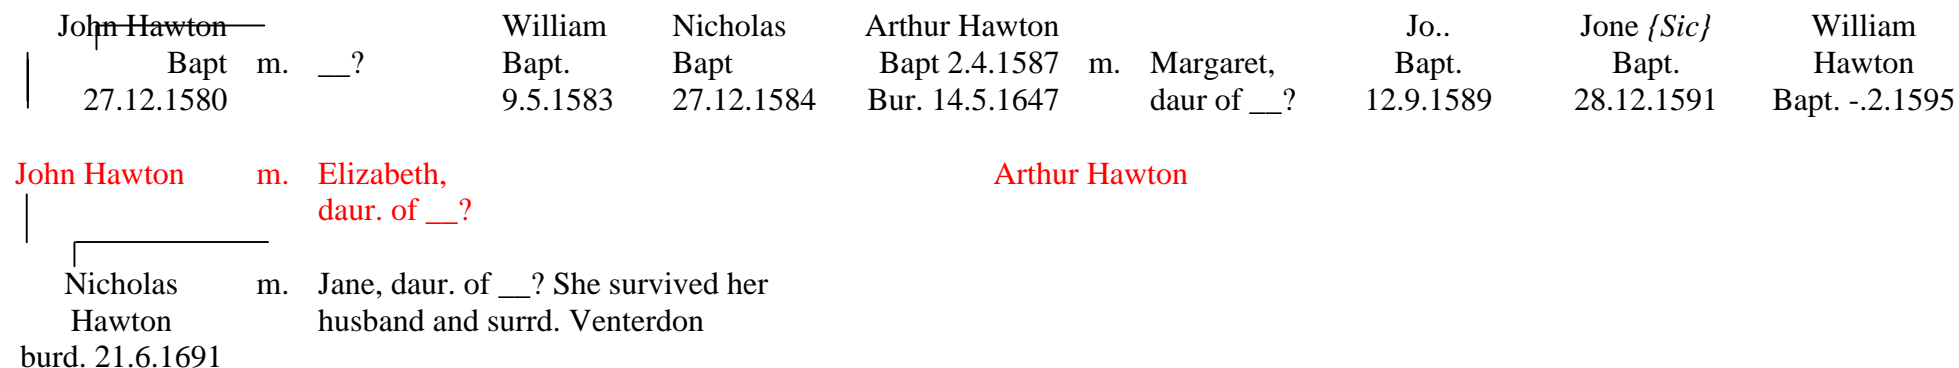 John Hawton William Nicholas Arthur Hawton Jo.. Jone {Sic} William
Bapt m. __? Bapt. Bapt Bapt 2.4.1587 m. Margaret, Bapt. Bapt. Hawton
27.12.1580 9.5.1583 27.12.1584 Bur. 14.5.1647 daur of __? 12.9.1589 28.12.1591 Bapt. -.2.1595
John Hawton m. Elizabeth, Arthur Hawton
daur. of __?
Nicholas m. Jane, daur. of __? She survived her
Hawton husband and surrd. Venterdon
burd. 21.6.1691